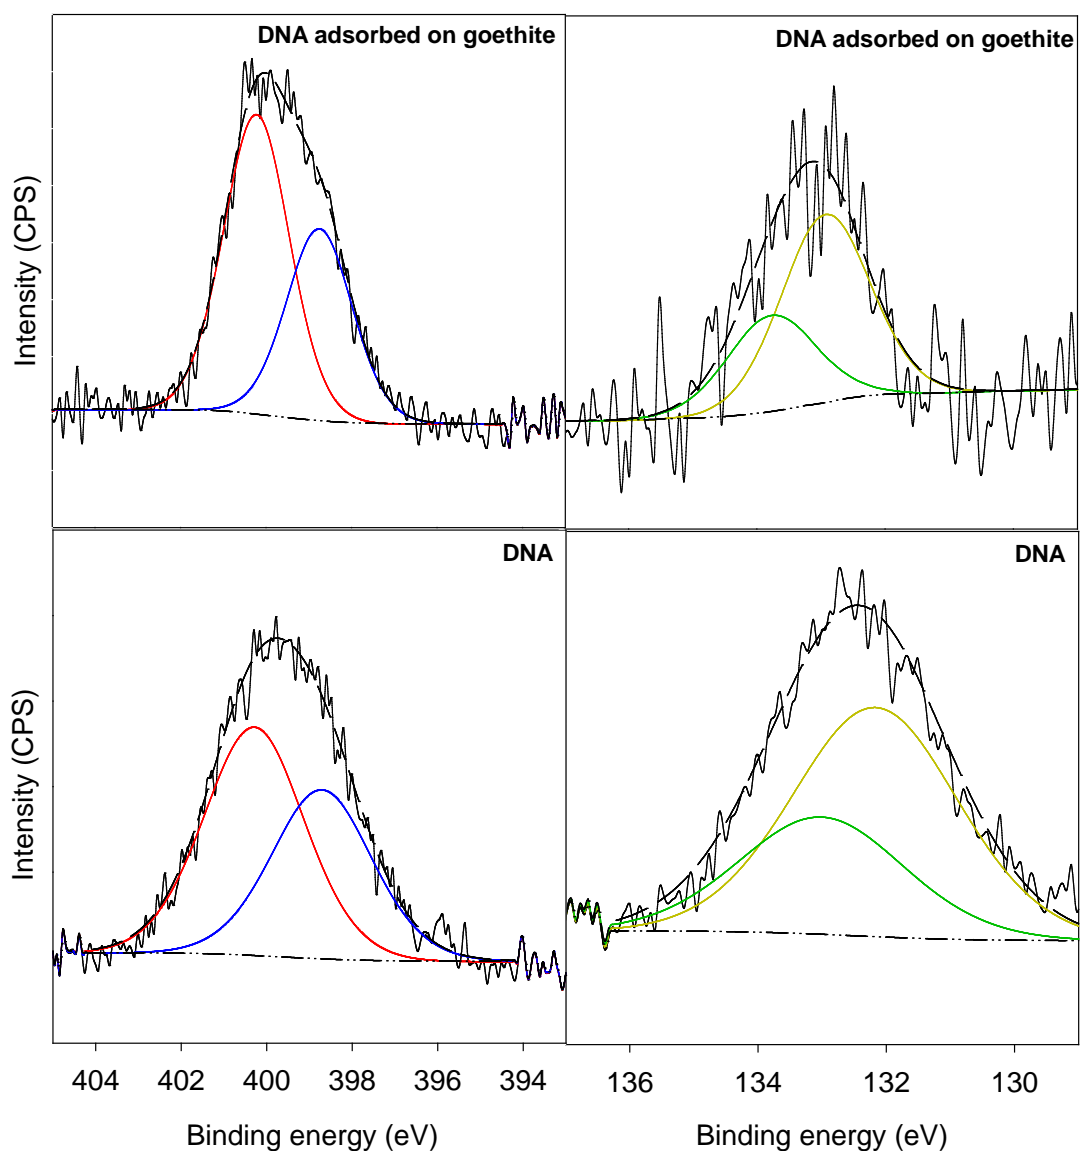 DNA adsorbed on goethite
DNA adsorbed on goethite
Intensity (CPS)
DNA
DNA
Intensity (CPS)
404 402 400 398 396 394
136 134 132 130
Binding energy (eV)
Binding energy (eV)